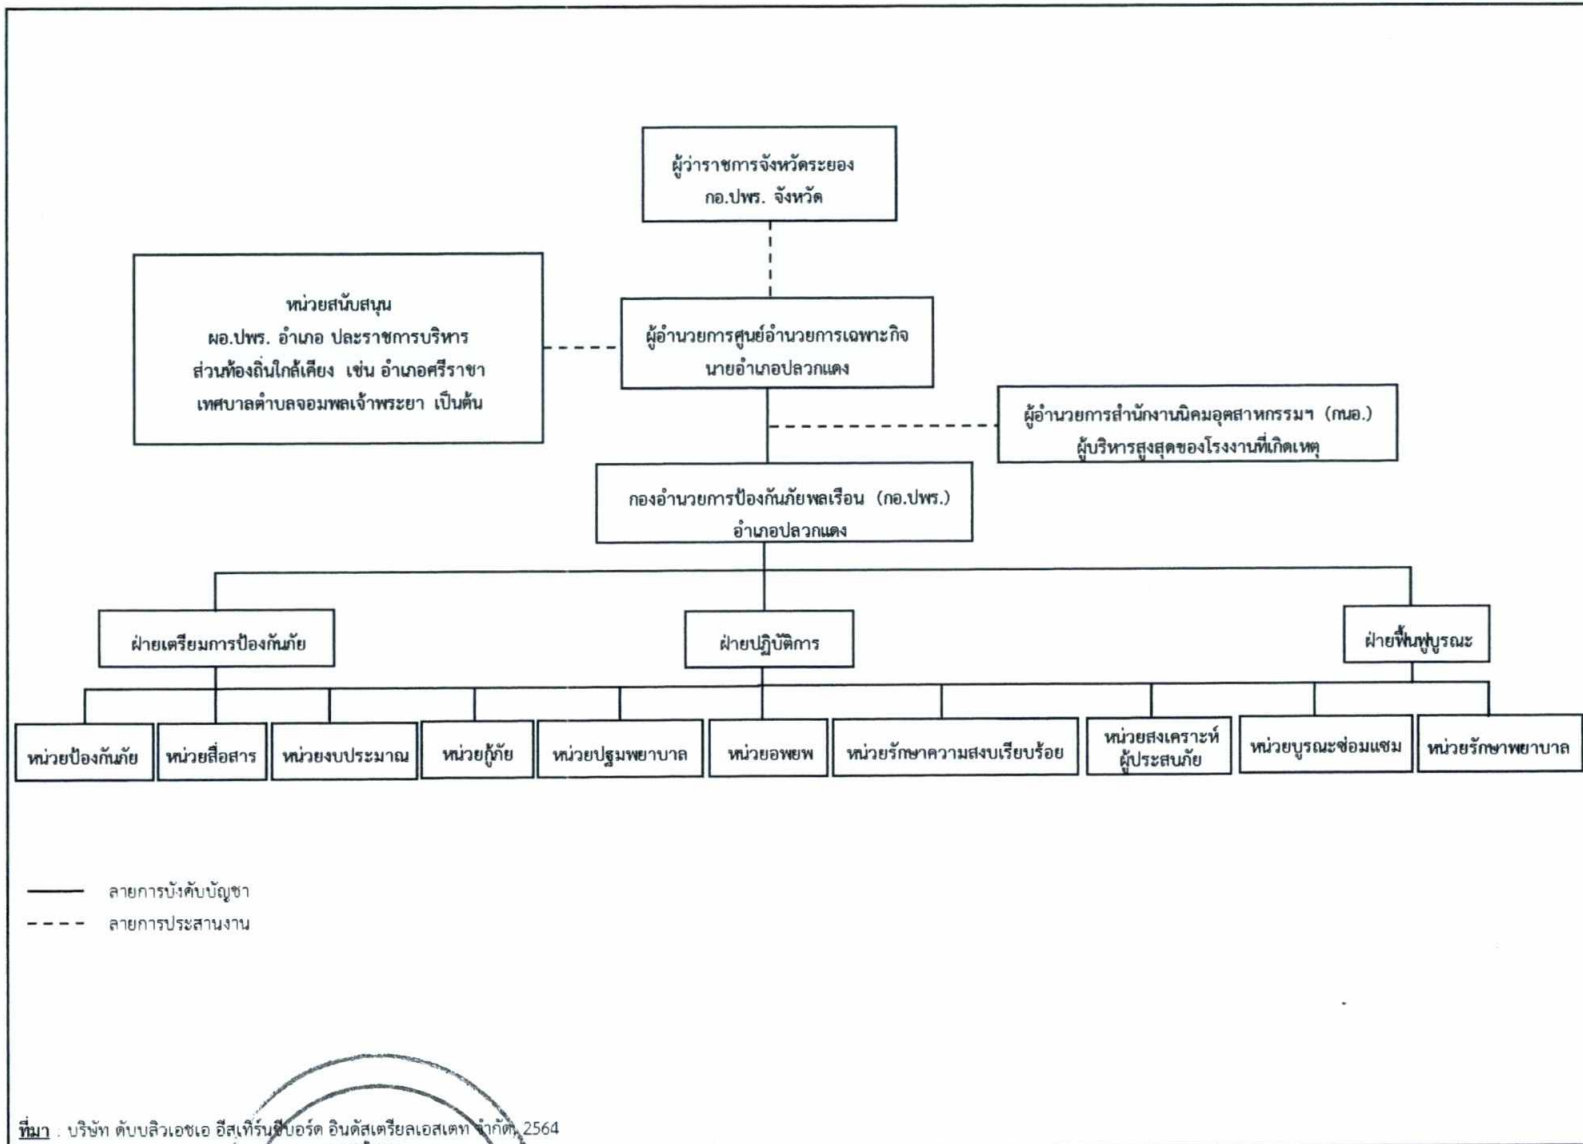 ผู้ว่าราชการจังหวัดระยอง
กอ.ปพร. จังหวัด
หน่วยสนับสนุน
ผอ.ปพร. อำเภอ ปละราชการบริหาร
ส่วนท้องถิ่นใกล้เคียง เช่น อำเภอศรีราชา
เทศบาลตำบลจอมพลเจ้าพระยา เป็นต้น
ผู้อำนวยการศูนย์อำนวยการเฉพาะกิจ
นายอำเภอปลวกแดง
ผู้อำนวยการสำนักงานนิคมอุตสาหกรรมฯ (กนอ.)
ผู้บริหารสูงสุดของโรงงานที่เกิดเหตุ
กองอำนวยการป้องกันภัยพลเรือน (กอ.ปพร.)
อำเภอปลวกแดง
ฝ่ายเตรียมการป้องกันภัย
ฝ่ายปฏิบัติการ
ฝ่ายฟื้นฟูบูรณะ
หน่วยป้องกันภัย
หน่วยสื่อสาร
หน่วยงบประมาณ
หน่วยกู้ภัย
หน่วยปฐมพยาบาล
หน่วยอพยพ
หน่วยรักษาความสงบเรียบร้อย
หน่วยสงเคราะห์
ผู้ประสบภัย
หน่วยบูรณะซ่อมแซม
หน่วยรักษาพยาบาล
ลายการบังคับบัญชา
ลายการประสานงาน
ที่มา : บริษัท ดับบลิวเอชเอ อีสเทิร์นซีบอร์ด อินดัสเตรียลเอสเตท จำกัด, 2564